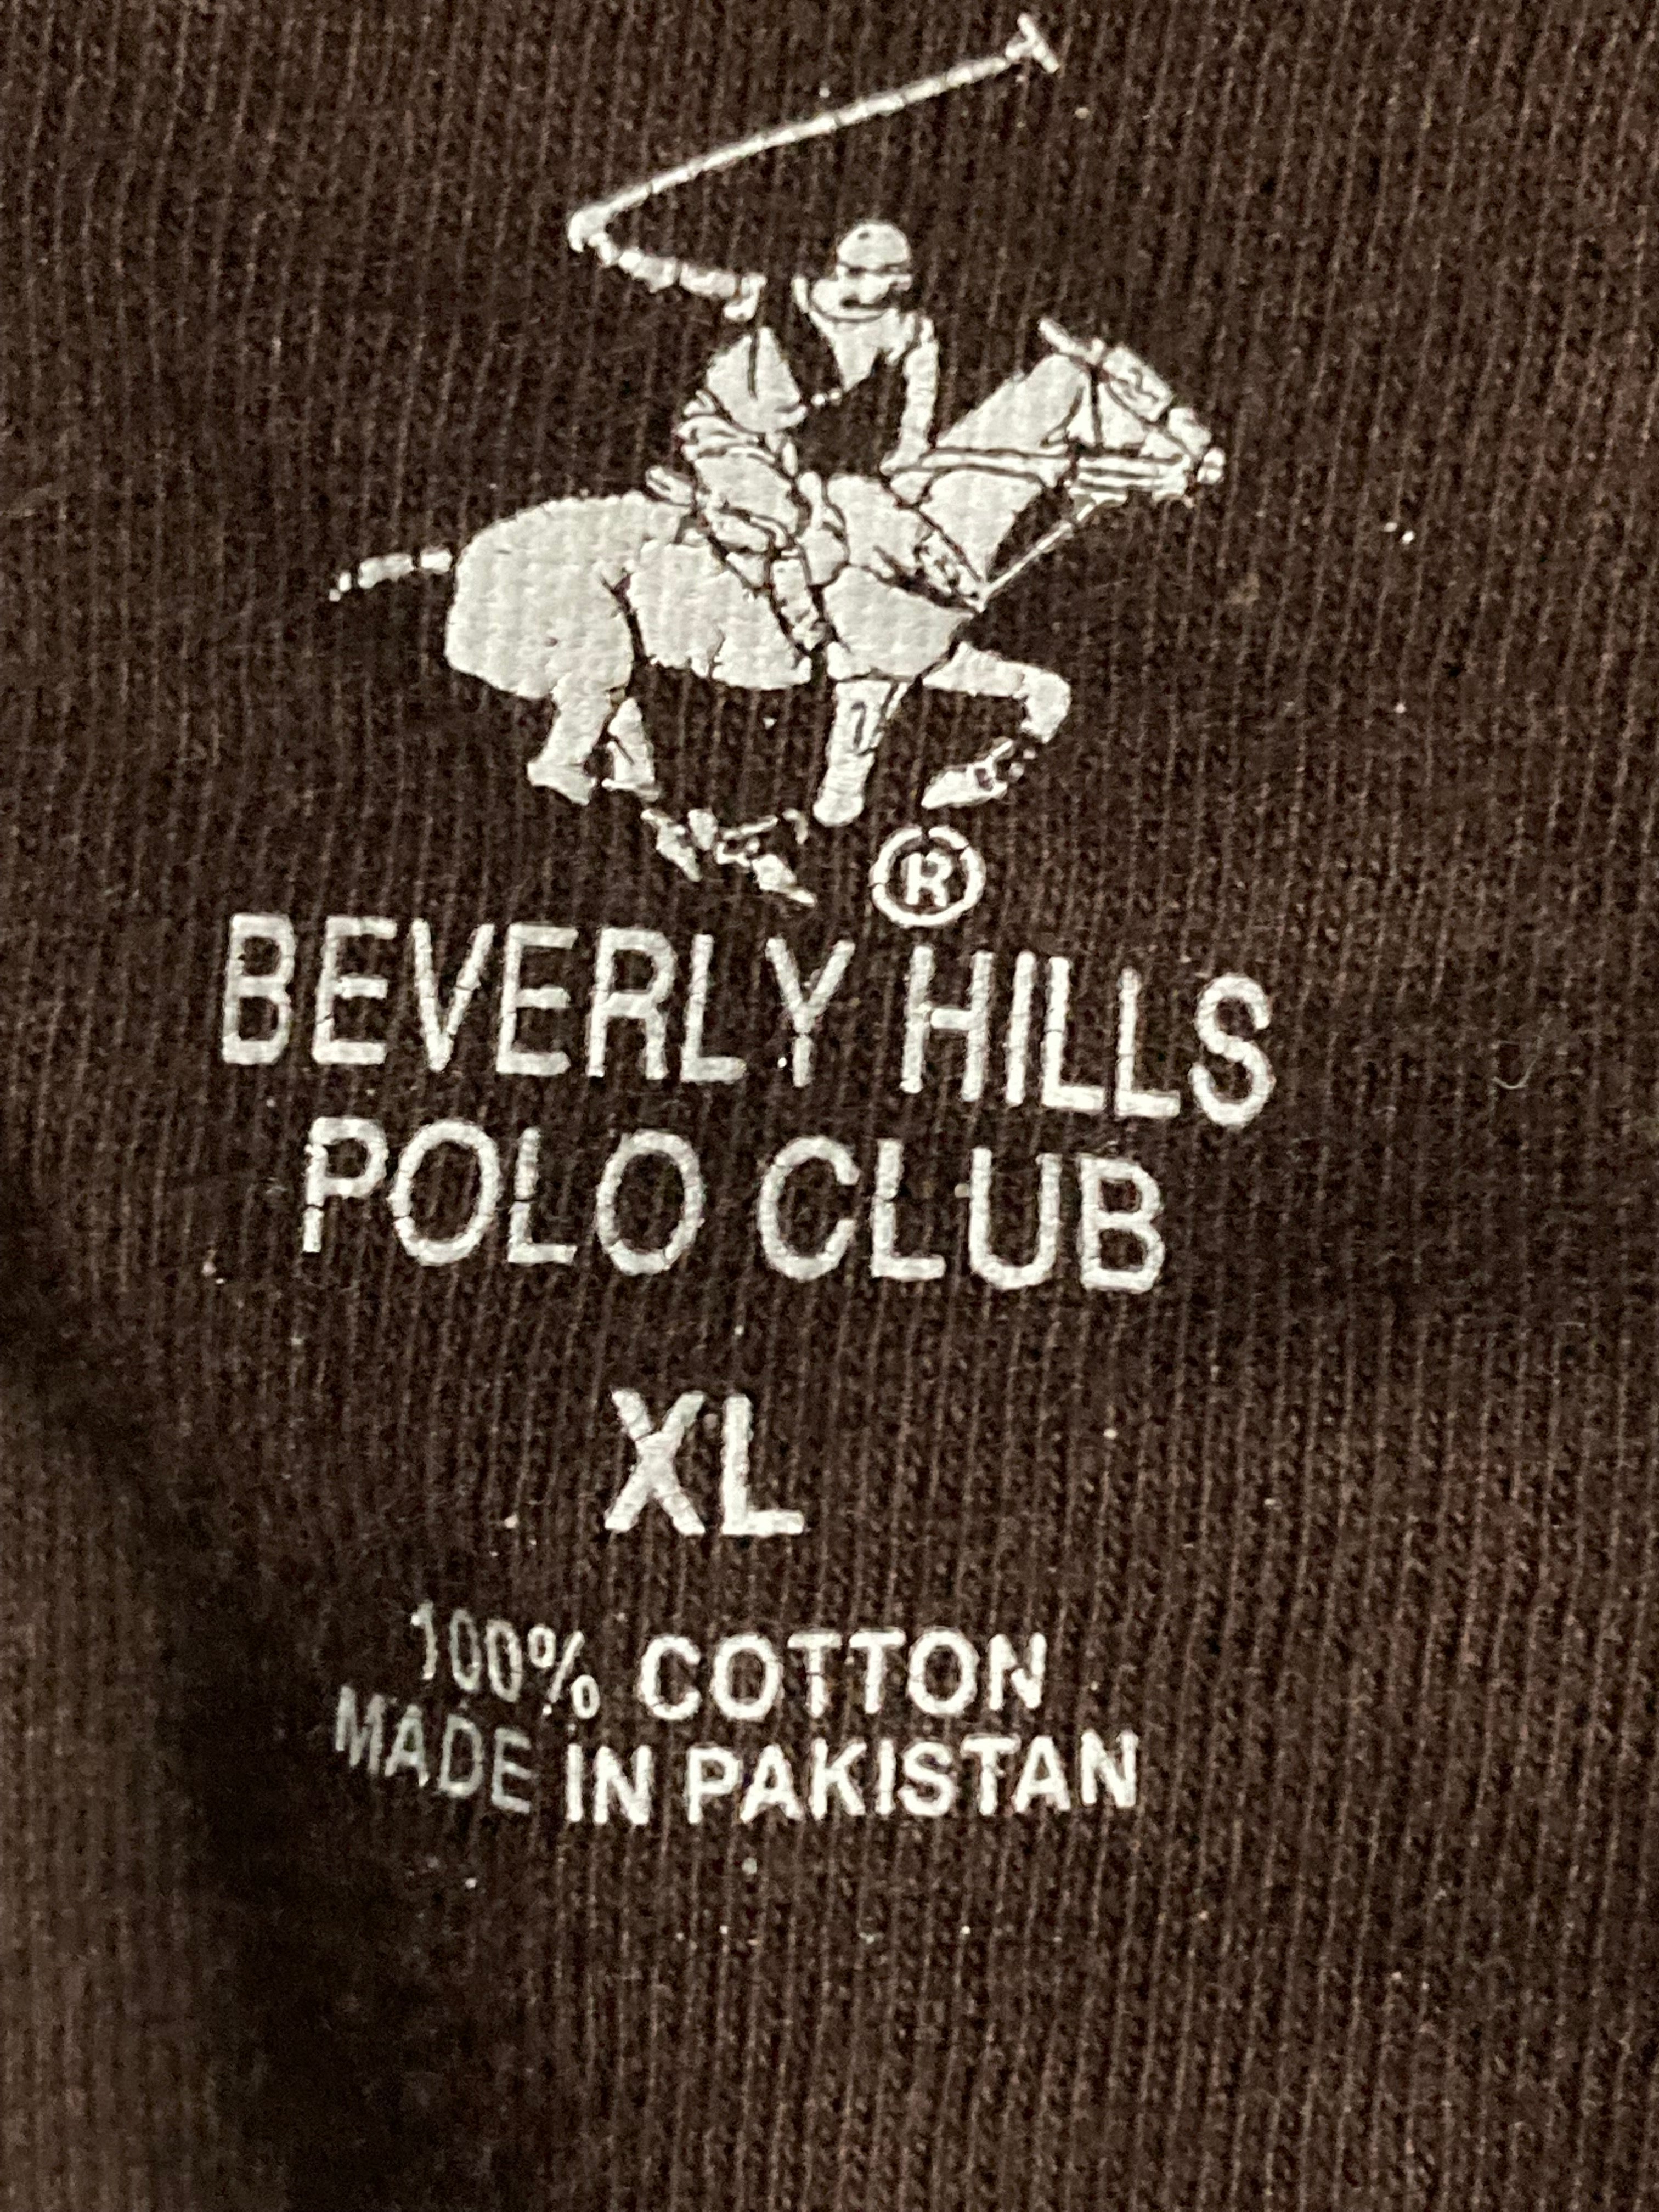 ®
BEVERLY HILLS
POLO CLUB
XL
100% COTTON
MADE IN PAKISTAN